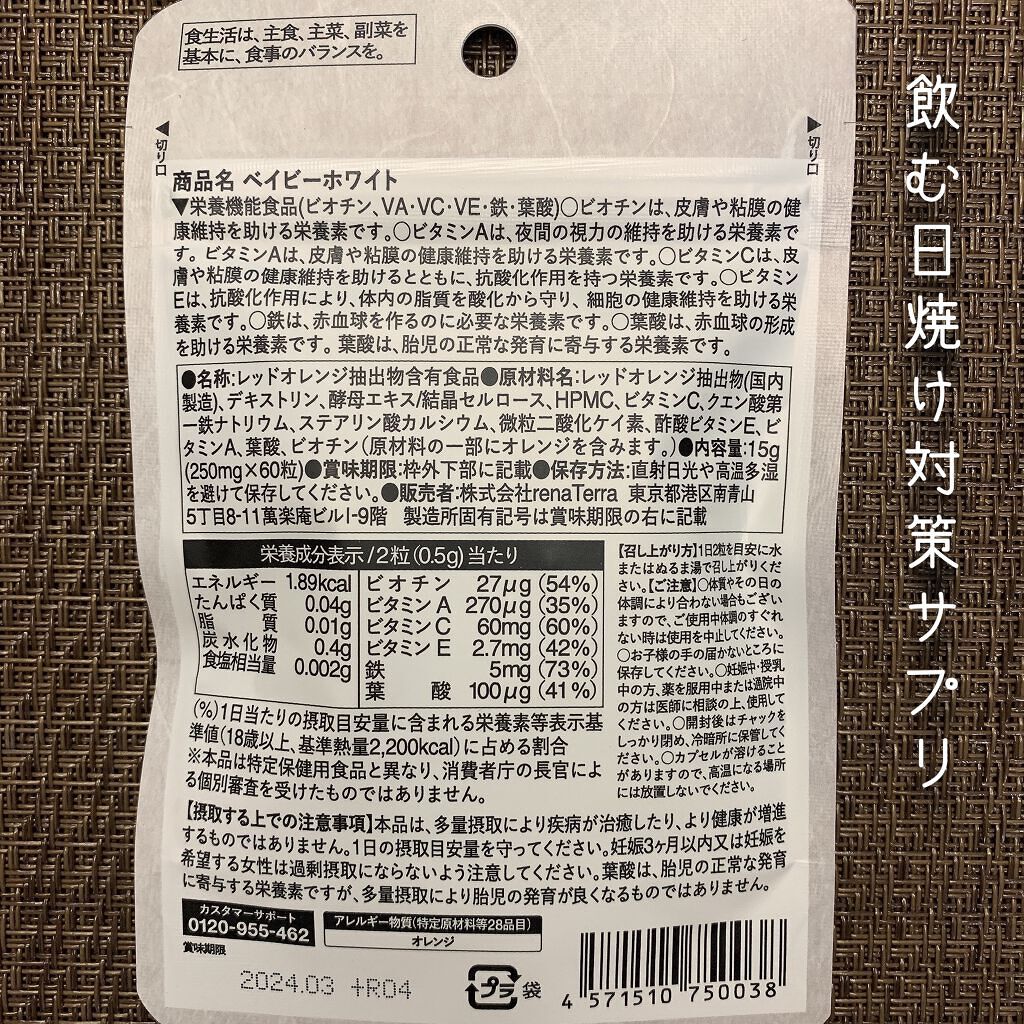 食生活は、主食、主菜、副菜を
基本に、食事のバランスを。
切り口
切り口
飲む日焼け対策サプリ
商品名 ベイビーホワイト
▼栄養機能食品(ビオチン、VA・VC・VE・鉄・葉酸)○ビオチンは、皮膚や粘膜の健
康維持を助ける栄養素です。○ビタミンAは、夜間の視力の維持を助ける栄養素で
す。ビタミンAは、皮膚や粘膜の健康維持を助ける栄養素です。○ビタミンCは、皮
膚や粘膜の健康維持を助けるとともに、抗酸化作用を持つ栄養素です。○ビタミン
Eは、抗酸化作用により、体内の脂質を酸化から守り、細胞の健康維持を助ける栄
養素です。○鉄は、赤血球を作るのに必要な栄養素です。○葉酸は、赤血球の形成
を助ける栄養素です。葉酸は、胎児の正常な発育に寄与する栄養素です。
●名称:レッドオレンジ抽出物含有食品●原材料名:レッドオレンジ抽出物(国内
製造)、デキストリン、酵母エキス/結晶セルロース、HPMC、ビタミンC、クエン酸第
一鉄ナトリウム、ステアリン酸カルシウム、微粒二酸化ケイ素、酢酸ビタミンE、ビ
タミンA、葉酸、ビオチン(原材料の一部にオレンジを含みます。)●内容量:15g
(250mg×60粒)●賞味期限:枠外下部に記載●保存方法:直射日光や高温多湿
を避けて保存してください。●販売者:株式会社renaTerra 東京都港区南青山
5丁目8-11萬楽庵ビルI-9階 製造所固有記号は賞味期限の右に記載
栄養成分表示/2粒(0.5g)当たり
エネルギー 1.89kcal
たんぱく質 0.04g
脂質 0.01g
炭水化物 0.4g
食塩相当量 0.002g
ビオチン 27μg (54%)
ビタミンA 270μg (35%)
ビタミンC 60mg (60%)
ビタミンE 2.7mg (42%)
鉄 5mg (73%)
葉酸 100μg (41%)
(%)1日当たりの摂取目安量に含まれる栄養素等表示基
準値(18歳以上、基準熱量2,200kcal)に占める割合
※本品は特定保健用食品と異なり、消費者庁の長官によ
る個別審査を受けたものではありません。
【召し上がり方】1日2粒を目安に水
またはぬるま湯で召し上がりくだ
さい。【ご注意】○体質やその日の
体調により合わない場合もござい
ますので、ご使用中体調のすぐれ
ない時は使用を中止してください。
○お子様の手の届かないところに
保存してください。○妊娠中・授乳
中の方、薬を服用中または通院中
の方は医師に相談の上、使用して
ください。○開封後はチャックを
しっかり閉め、冷暗所に保管してく
ださい。○カプセルが溶けること
がありますので、高温になる場所
には放置しないでください。
【摂取する上での注意事項】本品は、多量摂取により疾病が治癒したり、より健康が増進
するものではありません。1日の摂取目安量を守ってください。妊娠3ヶ月以内又は妊娠を
希望する女性は過剰摂取にならないよう注意してください。葉酸は、胎児の正常な発育
に寄与する栄養素ですが、多量摂取により胎児の発育が良くなるものではありません。
カスタマーサポート
0120-955-462
アレルギー物質(特定原材料等28品目)
オレンジ
賞味期限
2024.03 +R04
プラ 袋
4 571510 750038